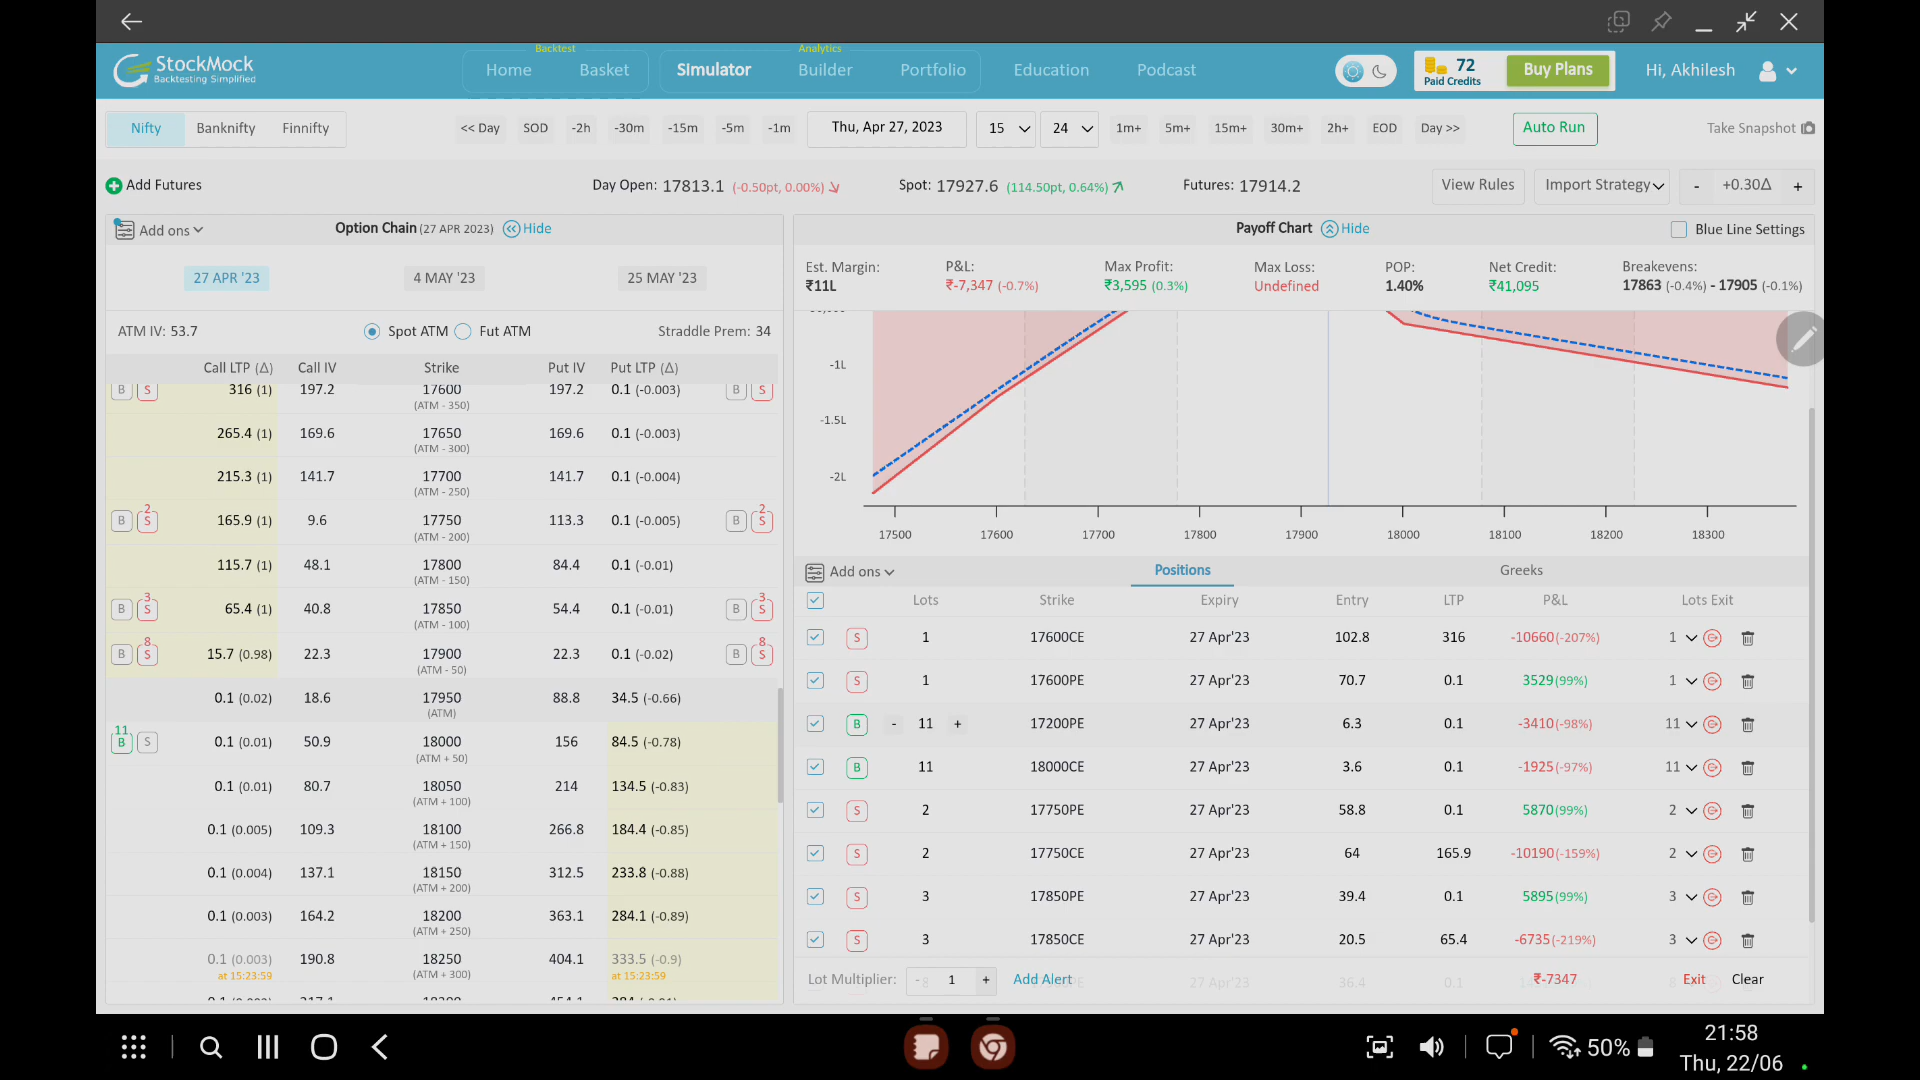 StockMock
Backtesting Simplified
Backtest
Home Basket
Simulator
Analytics
Builder Portfolio
Education Podcast
72
Paid Credits
Buy Plans
Hi, Akhilesh
Nifty Banknifty Finnifty
<< Day SOD -2h -30m -15m -5m -1m Thu, Apr 27, 2023 15 24 1m+ 5m+ 15m+ 30m+ 2h+ EOD Day >>
Auto Run
Take Snapshot
Add Futures
Day Open: 17813.1 (-0.50pt, 0.00%) Spot: 17927.6 (114.50pt, 0.64%) Futures: 17914.2
View Rules Import Strategy - +0.30Δ +
Add ons Option Chain (27 APR 2023) Hide
27 APR '23 4 MAY '23 25 MAY '23
ATM IV: 53.7 Spot ATM Fut ATM Straddle Prem: 34
Call LTP (Δ) Call IV Strike Put IV Put LTP (Δ)
B S 316 (1) 197.2 17600 197.2 0.1 (-0.003) B S
(ATM - 350)
265.4 (1) 169.6 17650 169.6 0.1 (-0.003)
(ATM - 300)
215.3 (1) 141.7 17700 141.7 0.1 (-0.004)
(ATM - 250)
2 2
B S 165.9 (1) 9.6 17750 113.3 0.1 (-0.005) B S
(ATM - 200)
115.7 (1) 48.1 17800 84.4 0.1 (-0.01)
(ATM - 150)
3 3
B S 65.4 (1) 40.8 17850 54.4 0.1 (-0.01) B S
(ATM - 100)
8 8
B S 15.7 (0.98) 22.3 17900 22.3 0.1 (-0.02) B S
(ATM - 50)
0.1 (0.02) 18.6 17950 88.8 34.5 (-0.66)
(ATM)
11
B S 0.1 (0.01) 50.9 18000 156 84.5 (-0.78)
(ATM + 50)
0.1 (0.01) 80.7 18050 214 134.5 (-0.83)
(ATM + 100)
0.1 (0.005) 109.3 18100 266.8 184.4 (-0.85)
(ATM + 150)
0.1 (0.004) 137.1 18150 312.5 233.8 (-0.88)
(ATM + 200)
0.1 (0.003) 164.2 18200 363.1 284.1 (-0.89)
(ATM + 250)
0.1 (0.003) 190.8 18250 404.1 333.5 (-0.9)
at 15:23:59 (ATM + 300) at 15:23:59
Payoff Chart Hide Blue Line Settings
Est. Margin: P&L: Max Profit: Max Loss: POP: Net Credit: Breakevens:
₹11L ₹-7,347 (-0.7%) ₹3,595 (0.3%) Undefined 1.40% ₹41,095 17863 (-0.4%) - 17905 (-0.1%)
-1L
-1.5L
-2L
17500 17600 17700 17800 17900 18000 18100 18200 18300
Add ons Positions Greeks
Lots Strike Expiry Entry LTP P&L Lots Exit
S 1 17600CE 27 Apr'23 102.8 316 -10660(-207%) 1
S 1 17600PE 27 Apr'23 70.7 0.1 3529(99%) 1
B - 11 + 17200PE 27 Apr'23 6.3 0.1 -3410(-98%) 11
B 11 18000CE 27 Apr'23 3.6 0.1 -1925(-97%) 11
S 2 17750PE 27 Apr'23 58.8 0.1 5870(99%) 2
S 2 17750CE 27 Apr'23 64 165.9 -10190(-159%) 2
S 3 17850PE 27 Apr'23 39.4 0.1 5895(99%) 3
S 3 17850CE 27 Apr'23 20.5 65.4 -6735(-219%) 3
Lot Multiplier: - 1 + Add Alert ₹-7347 Exit Clear
50%
21:58
Thu, 22/06